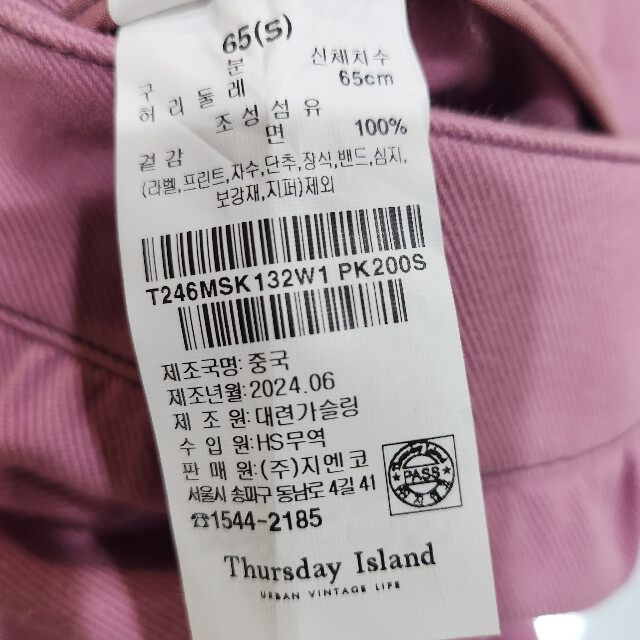 65(S)
구 분 신체치수
허리둘레 65cm
조성섬유
겉감 면 100%
(라벨,프린트,자수,단추,장식,밴드,심지,
보강재,지퍼)제외
T246MSK132W1 PK200S
제조국명: 중국
제조년월: 2024.06
제 조 원: 대련가슬링
수 입 원: HS무역
판 매 원: (주)지엔코
서울시 송파구 동남로 4길 41
☎1544-2185
PASS
Thursday Island
URBAN VINTAGE LIFE